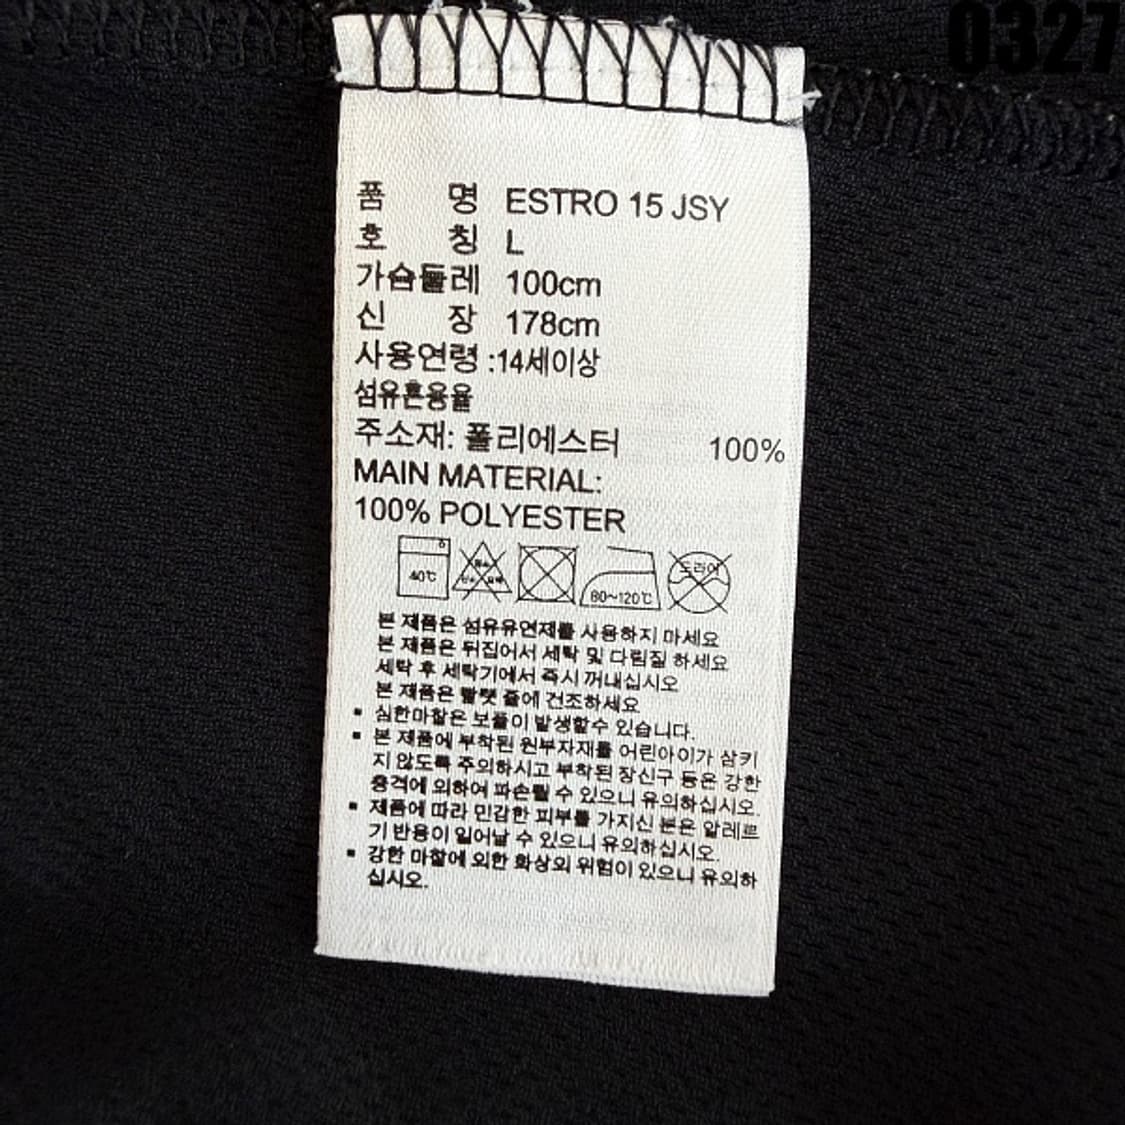 0327
품 명 ESTRO 15 JSY
호 칭 L
가슴둘레 100cm
신 장 178cm
사용연령 :14세이상
섬유혼용율
주소재: 폴리에스터 100%
MAIN MATERIAL:
100% POLYESTER
40℃ 염소 산소 표백 80~120℃ 드라이
본 제품은 섬유유연제를 사용하지 마세요
본 제품은 뒤집어서 세탁 및 다림질 하세요
세탁 후 세탁기에서 즉시 꺼내십시오
본 제품은 빨랫 줄에 건조하세요
▪ 심한마찰은 보풀이 발생할수 있습니다.
▪ 본 제품에 부착된 원부자재를 어린아이가 삼키
지 않도록 주의하시고 부착된 장신구 등은 강한
충격에 의하여 파손될 수 있으니 유의하십시오.
▪ 제품에 따라 민감한 피부를 가지신 분은 알레르
기 반응이 일어날 수 있으니 유의하십시오.
▪ 강한 마찰에 의한 화상의 위험이 있으니 유의하
십시오.